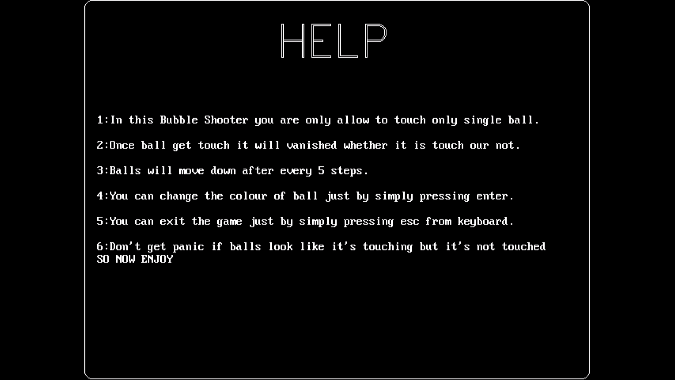 HELP
1:In this Bubble Shooter you are only allow to touch only single ball.
2:Once ball get touch it will vanished whether it is touch our not.
3:Balls will move down after every 5 steps.
4:You can change the colour of ball just by simply pressing enter.
5:You can exit the game just by simply pressing esc from keyboard.
6:Don't get panic if balls look like it's touching but it's not touched
SO NOW ENJOY